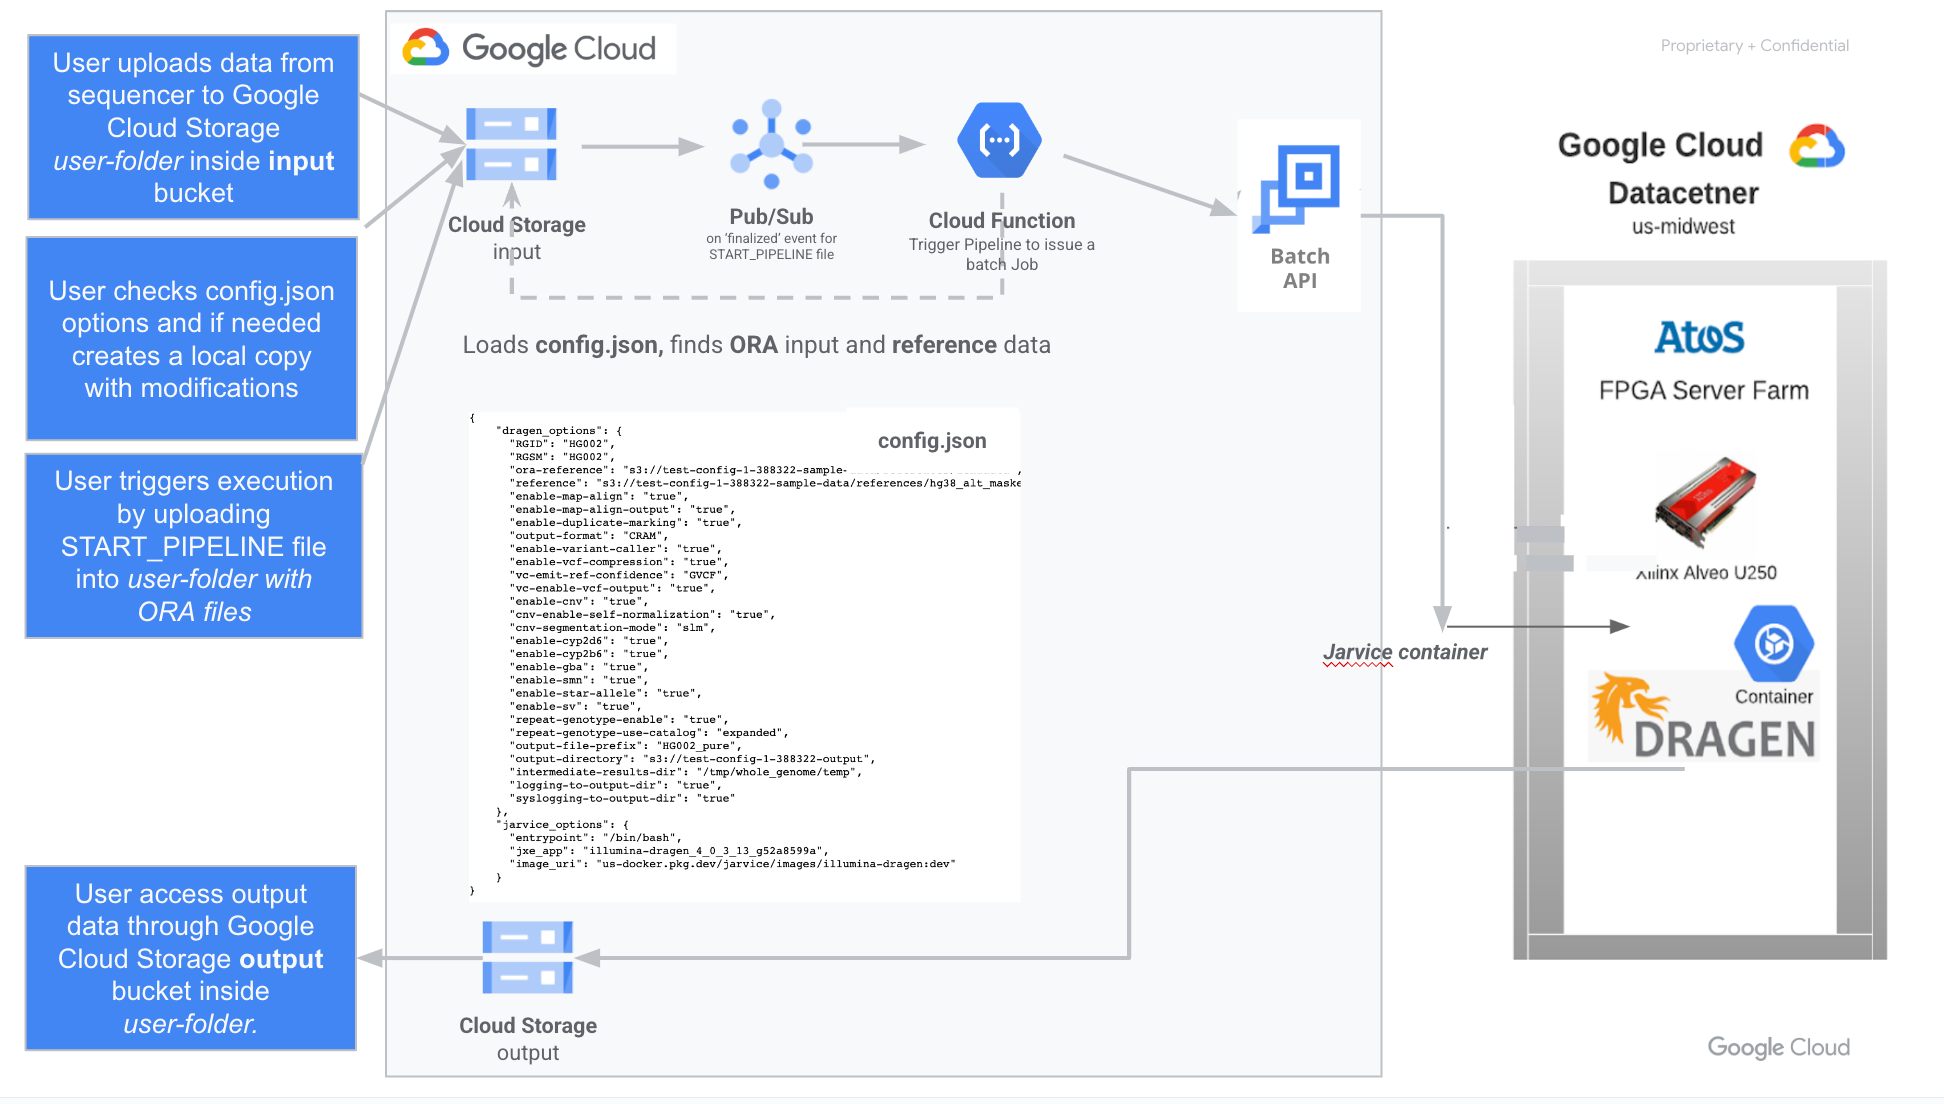 User uploads data from
sequencer to Google
Cloud Storage
user-folder inside input
bucket
User checks config.json
options and if needed
creates a local copy
with modifications
User triggers execution
by uploading
START_PIPELINE file
into user-folder with
ORA files
User access output
data through Google
Cloud Storage output
bucket inside
user-folder.
Google Cloud
Cloud Storage
input
Pub/Sub
on 'finalized' event for
START_PIPELINE file
Cloud Function
Trigger Pipeline to issue a
batch Job
Batch
API
Loads config.json, finds ORA input and reference data
config.json
{
"dragen_options": {
"RGID": "HG002",
"RGSM": "HG002",
"ora-reference": "s3://test-config-1-388322-sample-
"reference": "s3://test-config-1-388322-sample-data/references/hg38_alt_maske
"enable-map-align": "true",
"enable-map-align-output": "true",
"enable-duplicate-marking": "true",
"output-format": "CRAM",
"enable-variant-caller": "true",
"enable-vcf-compression": "true",
"vc-emit-ref-confidence": "GVCF",
"vc-enable-vcf-output": "true",
"enable-cnv": "true",
"cnv-enable-self-normalization": "true",
"cnv-segmentation-mode": "slm",
"enable-cyp2d6": "true",
"enable-cyp2b6": "true",
"enable-gba": "true",
"enable-smn": "true",
"enable-star-allele": "true",
"enable-sv": "true",
"repeat-genotype-enable": "true",
"repeat-genotype-use-catalog": "expanded",
"output-file-prefix": "HG002_pure",
"output-directory": "s3://test-config-1-388322-output",
"intermediate-results-dir": "/tmp/whole_genome/temp",
"logging-to-output-dir": "true",
"syslogging-to-output-dir": "true"
},
"jarvice_options": {
"entrypoint": "/bin/bash",
"jxe_app": "illumina-dragen_4_0_3_13_g52a8599a",
"image_uri": "us-docker.pkg.dev/jarvice/images/illumina-dragen:dev"
}
}
Cloud Storage
output
Jarvice container
Proprietary + Confidential
Google Cloud
Datacetner
us-midwest
Atos
FPGA Server Farm
Xilinx Alveo U250
Container
DRAGEN
Google Cloud